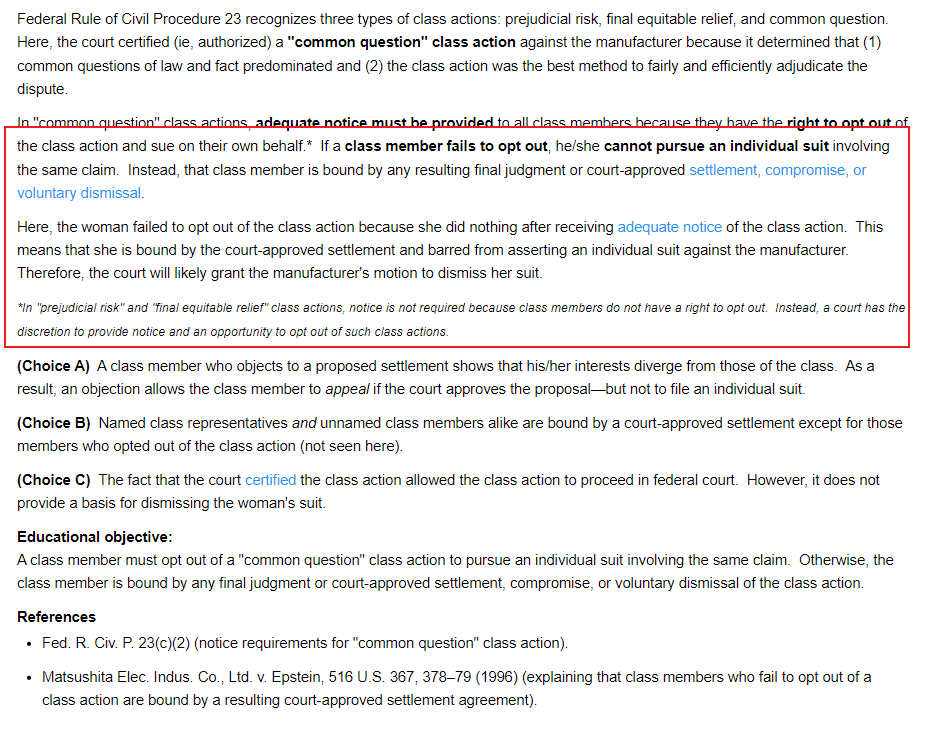 Federal Rule of Civil Procedure 23 recognizes three types of class actions: prejudicial risk, final equitable relief, and common question.
Here, the court certified (ie, authorized) a "common question" class action against the manufacturer because it determined that (1)
common questions of law and fact predominated and (2) the class action was the best method to fairly and efficiently adjudicate the
dispute.
In "common question" class actions, adequate notice must be provided to all class members because they have the right to opt out of
the class action and sue on their own behalf.* If a class member fails to opt out, he/she cannot pursue an individual suit involving
the same claim. Instead, that class member is bound by any resulting final judgment or court-approved settlement, compromise, or
voluntary dismissal.
Here, the woman failed to opt out of the class action because she did nothing after receiving adequate notice of the class action. This
means that she is bound by the court-approved settlement and barred from asserting an individual suit against the manufacturer.
Therefore, the court will likely grant the manufacturer's motion to dismiss her suit.
*In "prejudicial risk" and "final equitable relief" class actions, notice is not required because class members do not have a right to opt out. Instead, a court has the
discretion to provide notice and an opportunity to opt out of such class actions.
(Choice A) A class member who objects to a proposed settlement shows that his/her interests diverge from those of the class. As a
result, an objection allows the class member to appeal if the court approves the proposal—but not to file an individual suit.
(Choice B) Named class representatives and unnamed class members alike are bound by a court-approved settlement except for those
members who opted out of the class action (not seen here).
(Choice C) The fact that the court certified the class action allowed the class action to proceed in federal court. However, it does not
provide a basis for dismissing the woman's suit.
Educational objective:
A class member must opt out of a "common question" class action to pursue an individual suit involving the same claim. Otherwise, the
class member is bound by any final judgment or court-approved settlement, compromise, or voluntary dismissal of the class action.
References
• Fed. R. Civ. P. 23(c)(2) (notice requirements for "common question" class action).
• Matsushita Elec. Indus. Co., Ltd. v. Epstein, 516 U.S. 367, 378–79 (1996) (explaining that class members who fail to opt out of a
class action are bound by a resulting court-approved settlement agreement).